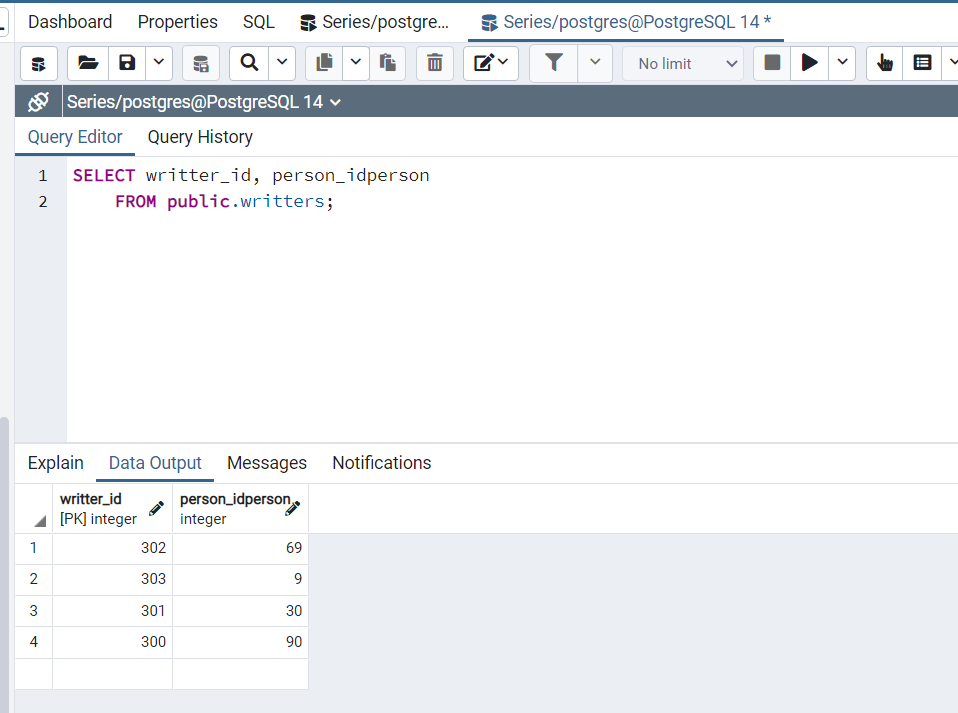 Dashboard Properties SQL Series/postgre... Series/postgres@PostgreSQL 14 *
No limit
Series/postgres@PostgreSQL 14
Query Editor Query History
1 SELECT writter_id, person_idperson
2 FROM public.writters;
Explain Data Output Messages Notifications
writter_id person_idperson
[PK] integer integer
1 302 69
2 303 9
3 301 30
4 300 90